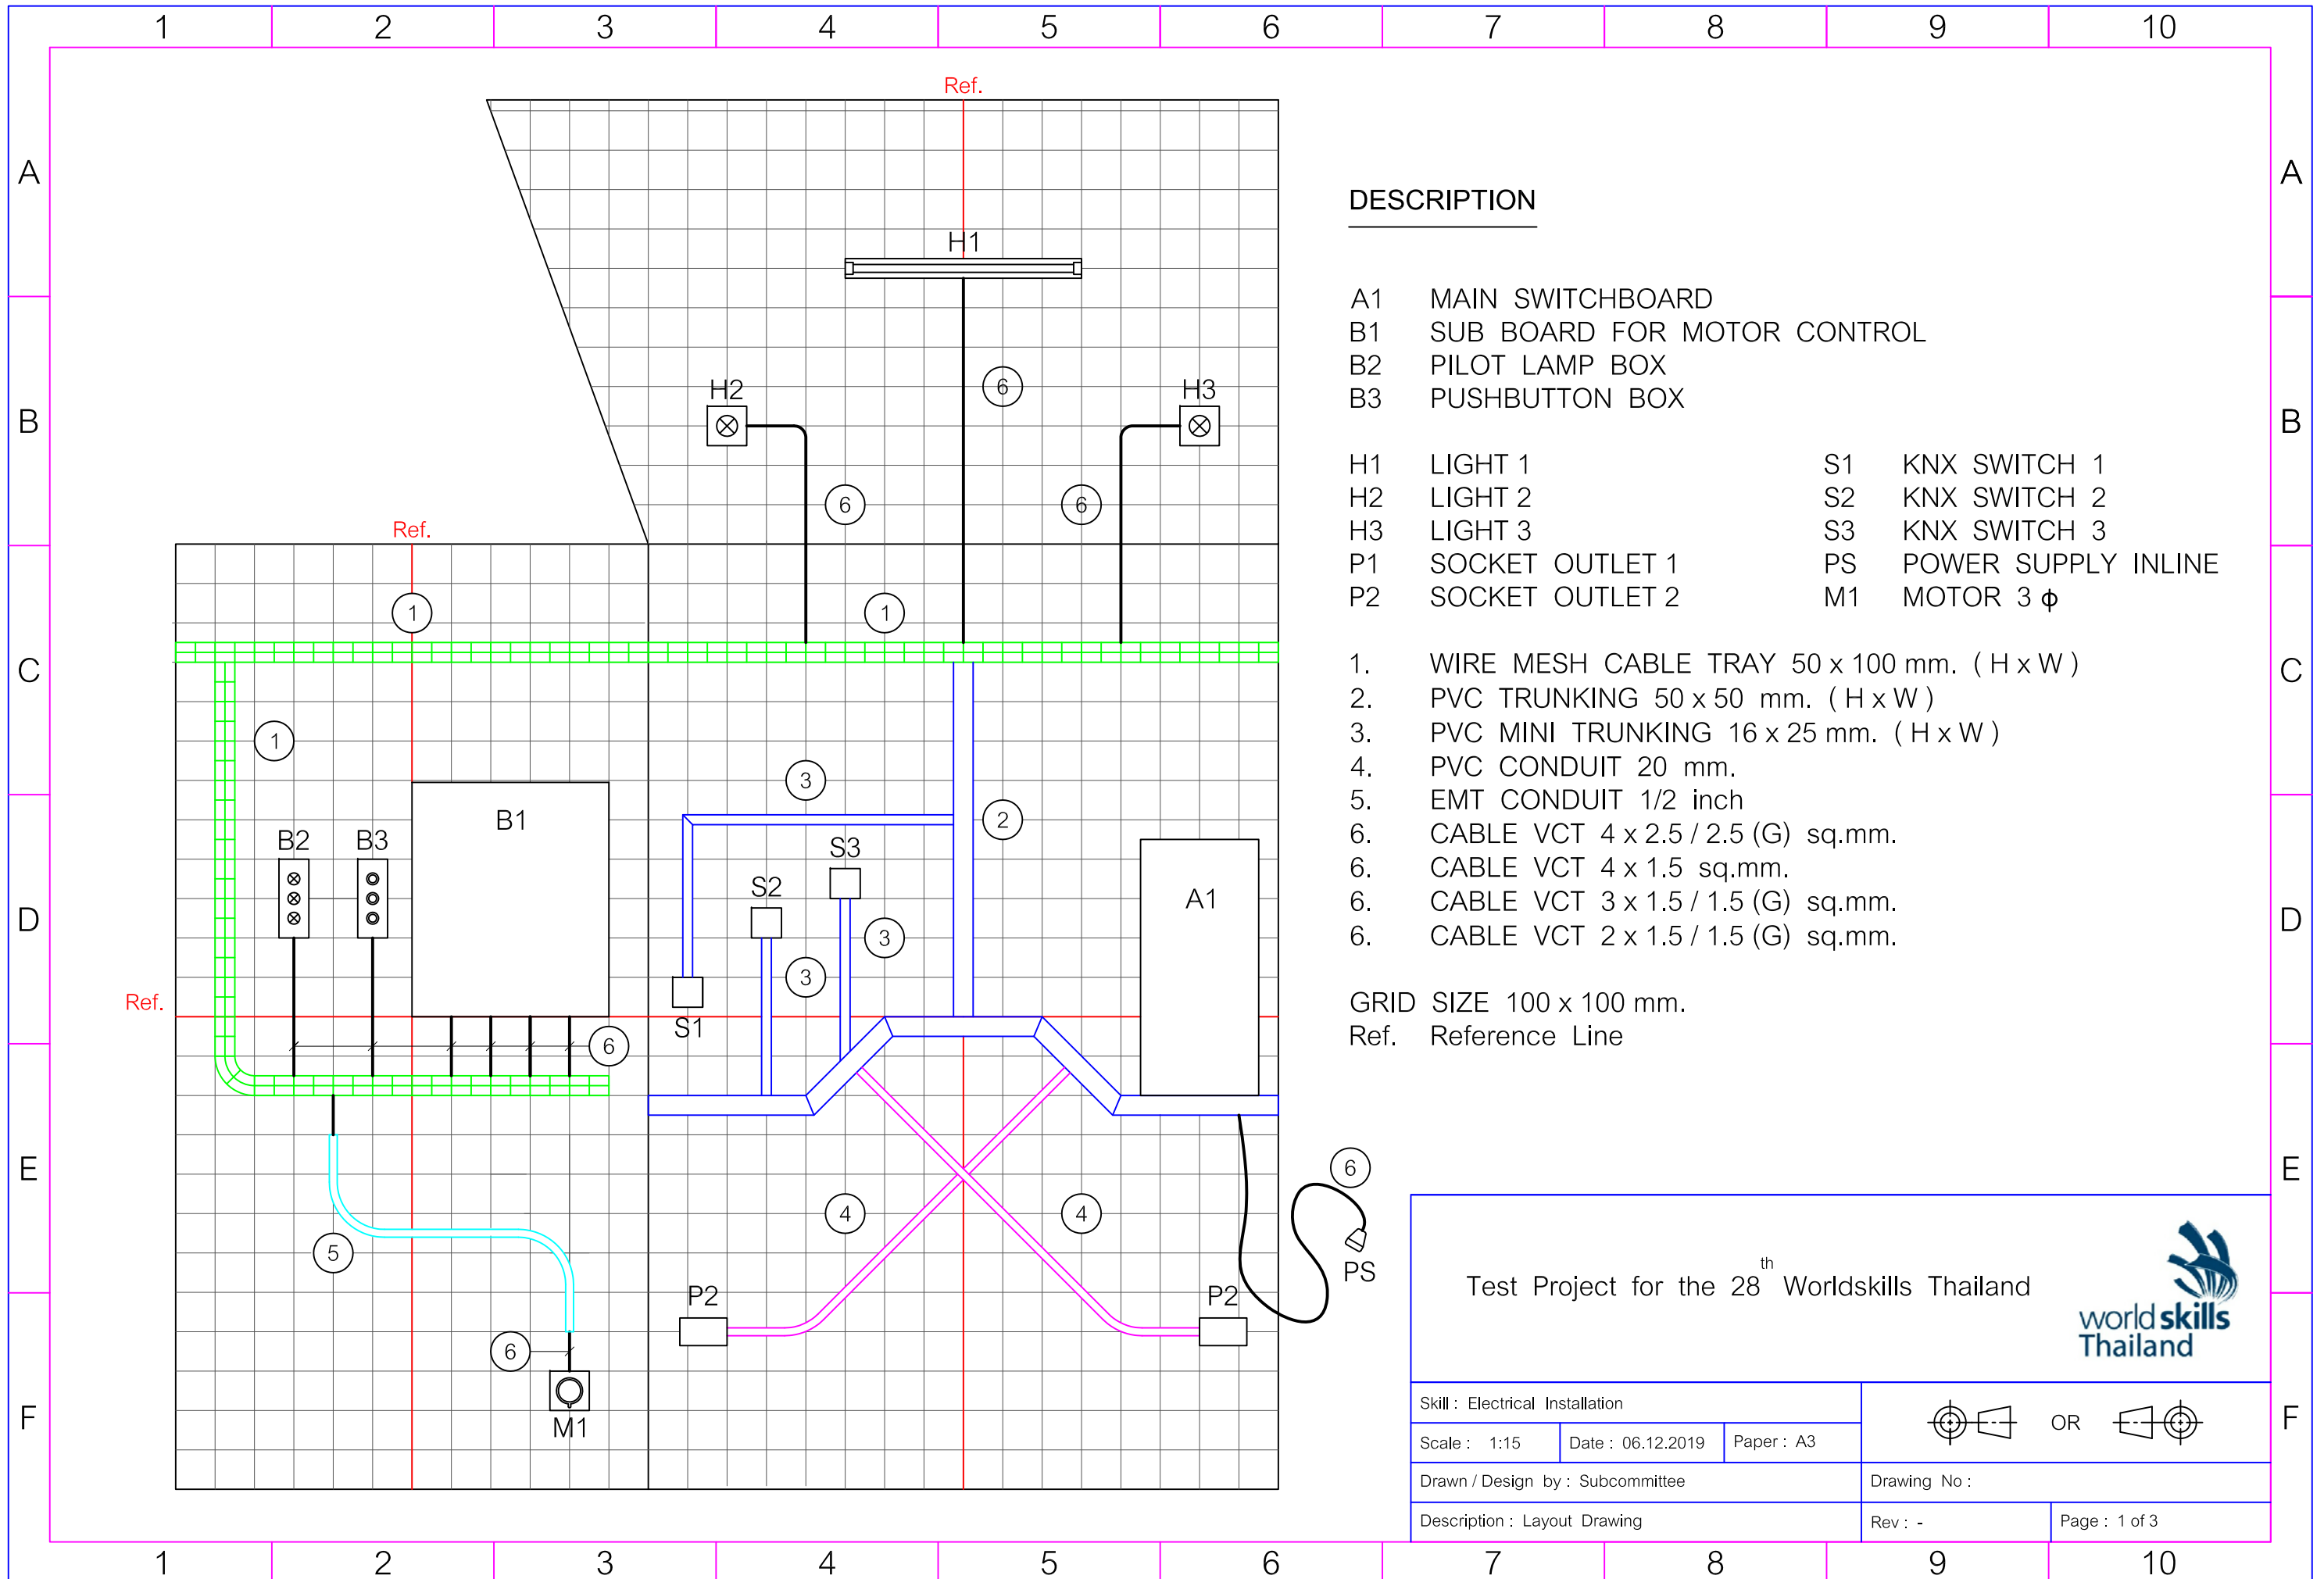 1 2 3 4 5 6 7 8 9 10
A A
B B
C C
D D
E E
F F
Ref.
H1
H2
6
H3
6
6
Ref.
1
1
1
3
B1
2
B2
B3
S3
S2
A1
3
3
Ref.
S1
6
6
4
4
5
PS
P2
P2
6
M1
DESCRIPTION
A1 MAIN SWITCHBOARD
B1 SUB BOARD FOR MOTOR CONTROL
B2 PILOT LAMP BOX
B3 PUSHBUTTON BOX
H1 LIGHT 1 S1 KNX SWITCH 1
H2 LIGHT 2 S2 KNX SWITCH 2
H3 LIGHT 3 S3 KNX SWITCH 3
P1 SOCKET OUTLET 1 PS POWER SUPPLY INLINE
P2 SOCKET OUTLET 2 M1 MOTOR 3 ϕ
1. WIRE MESH CABLE TRAY 50 x 100 mm. ( H x W )
2. PVC TRUNKING 50 x 50 mm. ( H x W )
3. PVC MINI TRUNKING 16 x 25 mm. ( H x W )
4. PVC CONDUIT 20 mm.
5. EMT CONDUIT 1/2 inch
6. CABLE VCT 4 x 2.5 / 2.5 (G) sq.mm.
6. CABLE VCT 4 x 1.5 sq.mm.
6. CABLE VCT 3 x 1.5 / 1.5 (G) sq.mm.
6. CABLE VCT 2 x 1.5 / 1.5 (G) sq.mm.
GRID SIZE 100 x 100 mm.
Ref. Reference Line
Test Project for the 28th Worldskills Thailand
worldskills
Thailand
Skill : Electrical Installation
OR
Scale : 1:15 Date : 06.12.2019 Paper : A3
Drawn / Design by : Subcommittee Drawing No :
Description : Layout Drawing Rev : - Page : 1 of 3
1 2 3 4 5 6 7 8 9 10